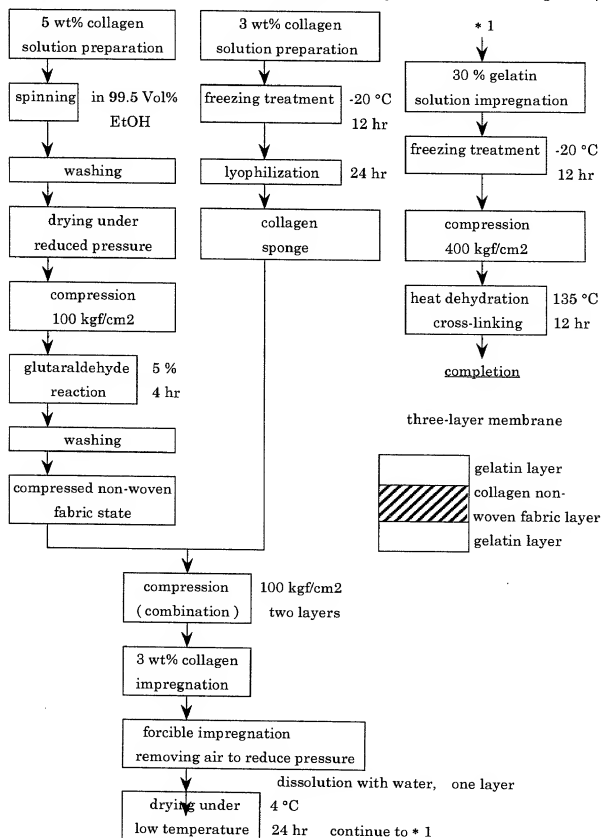 5 wt% collagen
solution preparation
spinning
in 99.5 Vol%
EtOH
washing
drying under
reduced pressure
compression
100 kgf/cm2
glutaraldehyde
reaction
5 %
4 hr
washing
compressed non-woven
fabric state
3 wt% collagen
solution preparation
freezing treatment
-20 °C
12 hr
lyophilization
24 hr
collagen
sponge
compression
( combination )
100 kgf/cm2
two layers
3 wt% collagen
impregnation
forcible impregnation
removing air to reduce pressure
dissolution with water, one layer
drying under
low temperature
4 °C
24 hr continue to * 1
* 1
30 % gelatin
solution impregnation
freezing treatment
-20 °C
12 hr
compression
400 kgf/cm2
heat dehydration
cross-linking
135 °C
12 hr
completion
three-layer membrane
gelatin layer
collagen non-
woven fabric layer
gelatin layer